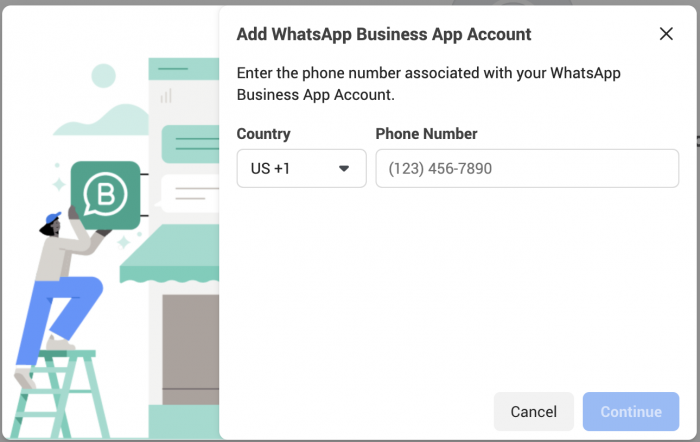 Add WhatsApp Business App Account
Enter the phone number associated with your WhatsApp
Business App Account.
Country Phone Number
US +1 (123) 456-7890
B
Cancel Continue